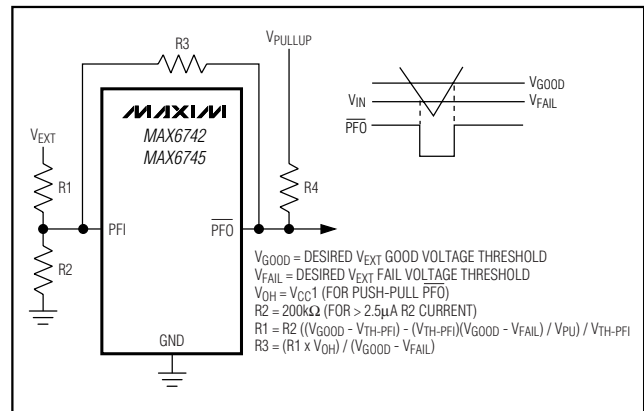 R3
VPULLUP
MAXIM
MAX6742
MAX6745
VEXT
R1
R2
R4
PFI
PFO
GND
VIN
PFO
VGOOD
VFAIL
VGOOD = DESIRED VEXT GOOD VOLTAGE THRESHOLD
VFAIL = DESIRED VEXT FAIL VOLTAGE THRESHOLD
VOH = VCC1 (FOR PUSH-PULL PFO)
R2 = 200kΩ (FOR > 2.5μA R2 CURRENT)
R1 = R2 ((VGOOD - VTH-PFI) - (VTH-PFI)(VGOOD - VFAIL) / VPU) / VTH-PFI
R3 = (R1 x VOH) / (VGOOD - VFAIL)